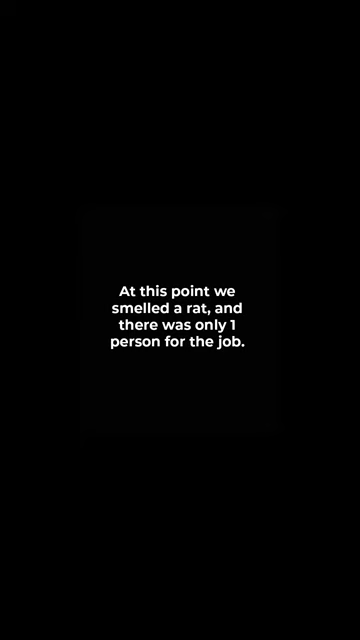 At this point we
smelled a rat, and
there was only 1
person for the job.